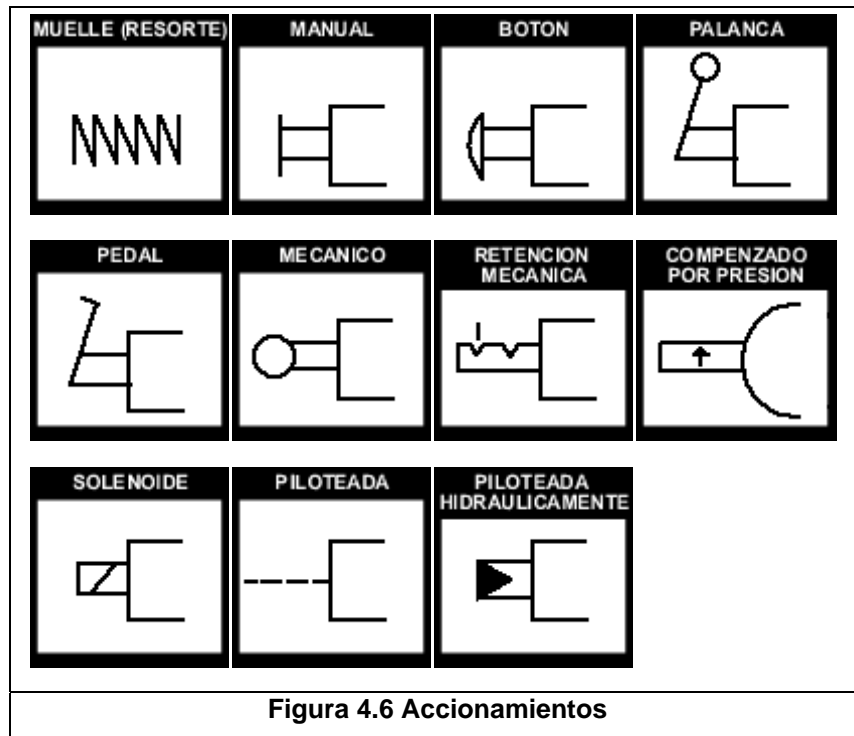 MUELLE (RESORTE)
MANUAL
BOTON
PALANCA
PEDAL
MECANICO
RETENCION
MECANICA
COMPENZADO
POR PRESION
SOLENOIDE
PILOTEADA
PILOTEADA
HIDRAULICAMENTE
Figura 4.6 Accionamientos